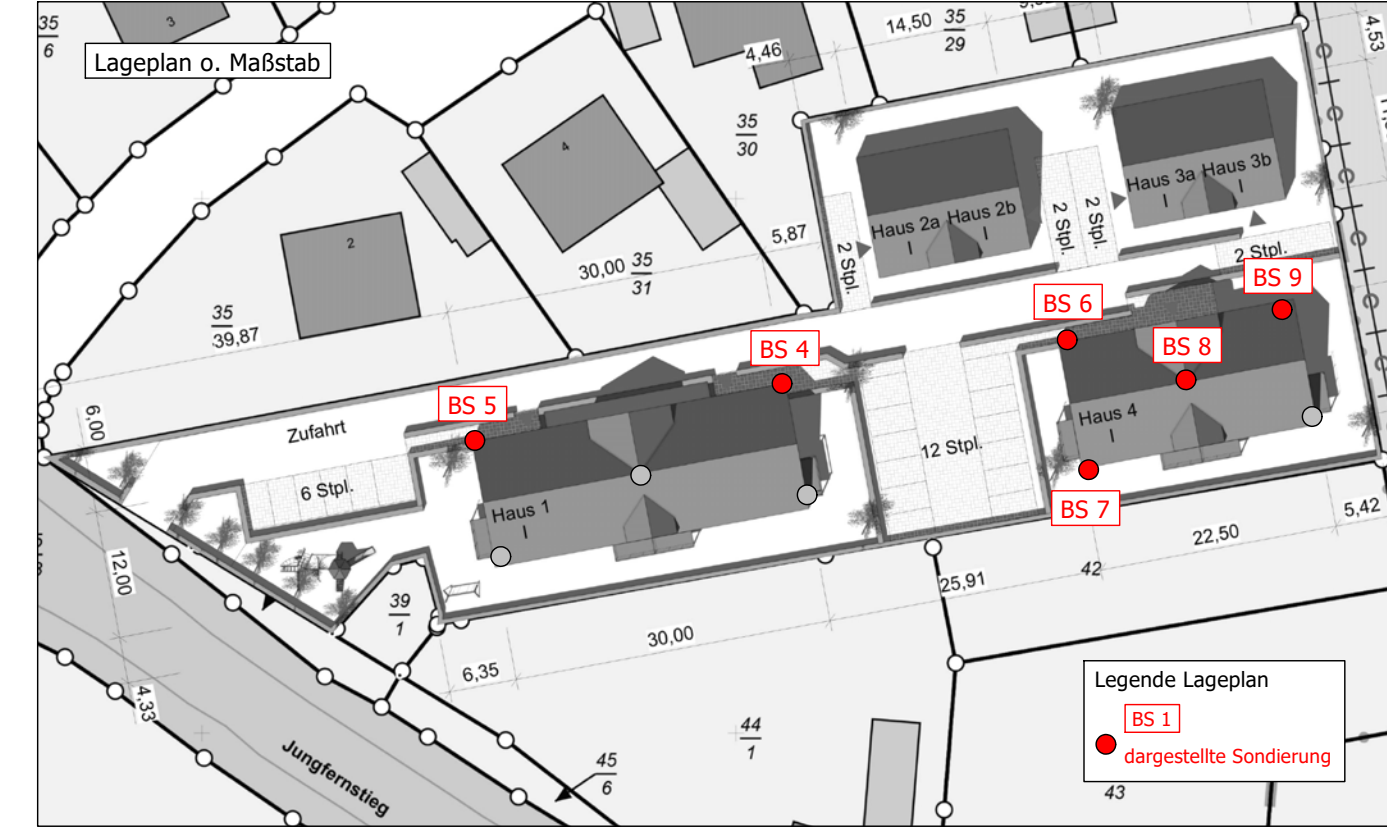 35
6
3
Lageplan o. Maßstab
4,46
14,50
35
29
4,53
35
30
4
2
Haus 3a Haus 3b
I
I
Haus 2a Haus 2b
I
I
2 Stpl.
2 Stpl.
2 Stpl.
2 Stpl.
5,87
30,00
35
31
35
39,87
BS 9
BS 6
BS 8
BS 4
BS 5
6,00
Zufahrt
Haus 4
I
12 Stpl.
6 Stpl.
Haus 1
I
BS 7
5,42
22,50
42
25,91
12,00
39
1
30,00
6,35
4,33
Legende Lageplan
BS 1
dargestellte Sondierung
44
1
Jungfernstieg
45
6
43